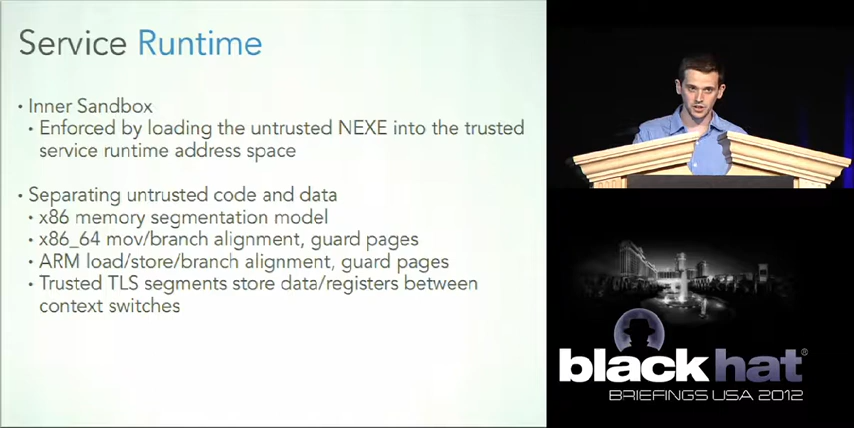 Service Runtime
• Inner Sandbox
• Enforced by loading the untrusted NEXE into the trusted
service runtime address space
• Separating untrusted code and data
• x86 memory segmentation model
• x86_64 mov/branch alignment, guard pages
• ARM load/store/branch alignment, guard pages
• Trusted TLS segments store data/registers between
context switches
black hat®
BRIEFINGS USA 2012